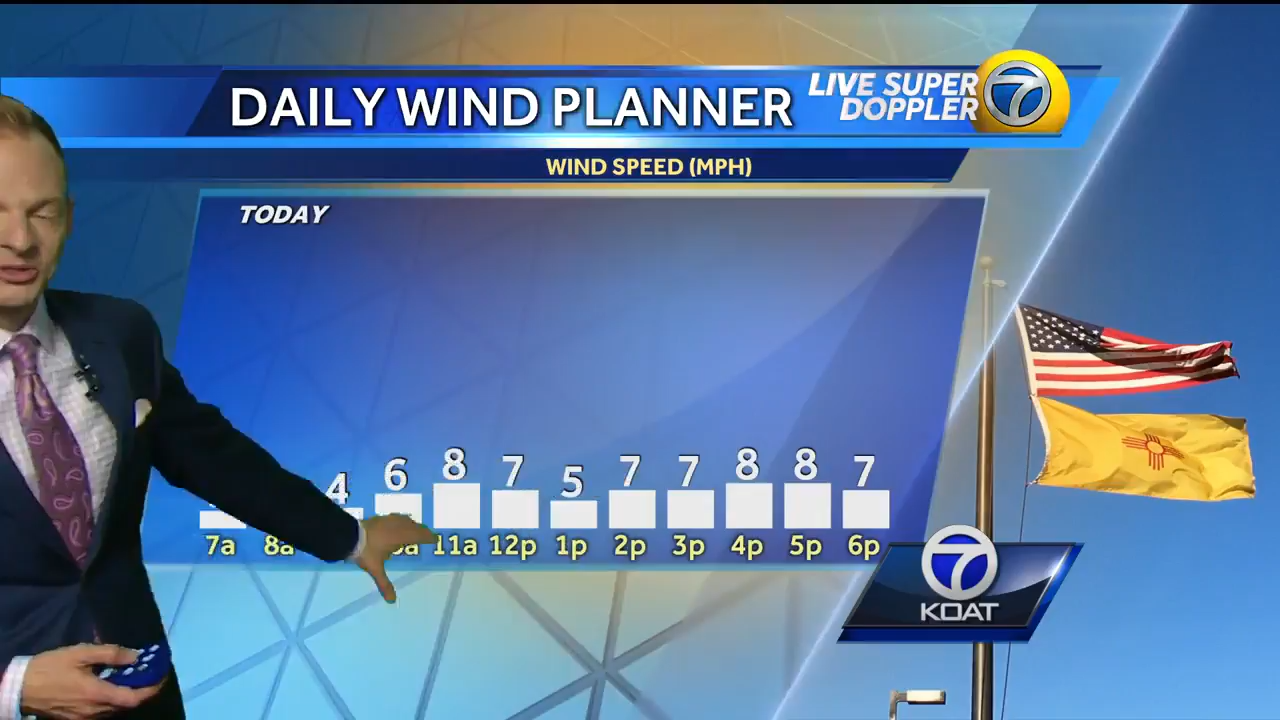 DAILY WIND PLANNER
LIVE SUPER
DOPPLER
7
WIND SPEED (MPH)
TODAY
4 6 8 7 5 7 7 8 8 7
7a 8a 11a 12p 1p 2p 3p 4p 5p 6p
7
KOAT